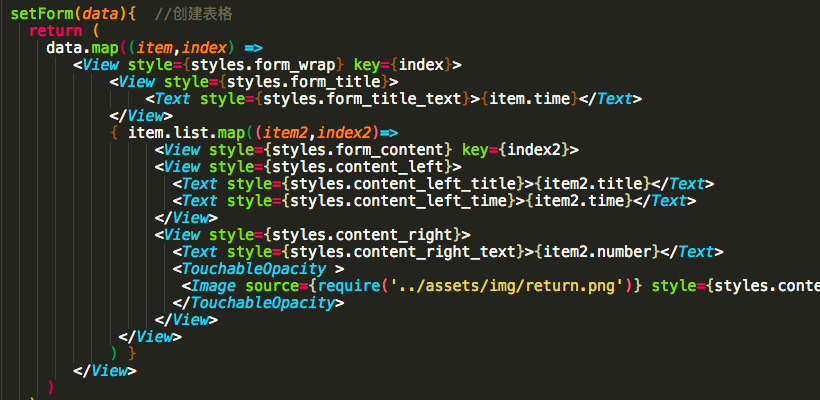 setForm(data){  //创建表格
  return (
    data.map((item,index) =>
       <View style={styles.form_wrap} key={index}>
           <View style={styles.form_title}>
               <Text style={styles.form_title_text}>{item.time}</Text>
           </View>
           { item.list.map((item2,index2)=>
                <View style={styles.form_content} key={index2}>
                <View style={styles.content_left}>
                  <Text style={styles.content_left_title}>{item2.title}</Text>
                  <Text style={styles.content_left_time}>{item2.time}</Text>
                </View>
                <View style={styles.content_right}>
                  <Text style={styles.content_right_text}>{item2.number}</Text>
                  <TouchableOpacity >
                   <Image source={require('../assets/img/return.png')} style={styles.conte
                  </TouchableOpacity>
                </View>
            </View>
           ) }
       </View>
    )
  )